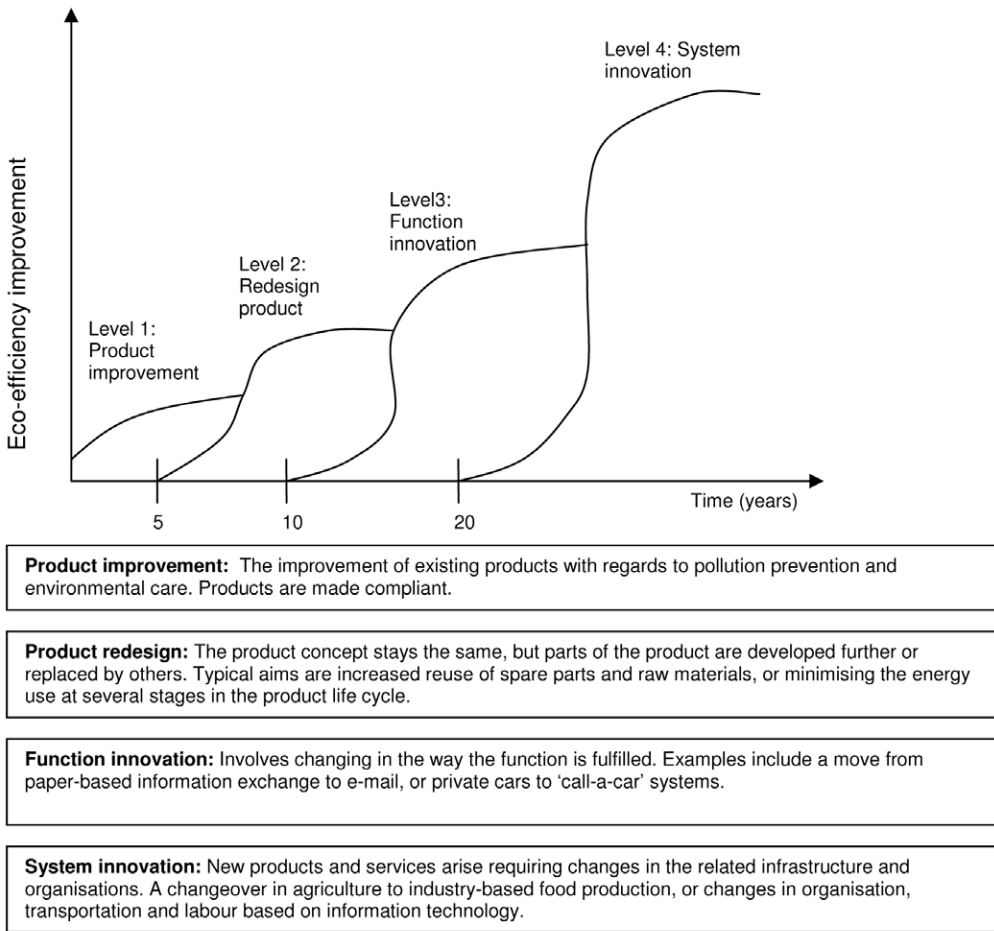 Level 4: System
innovation
Level3:
Function
innovation
Level 2:
Redesign
product
Level 1:
Product
improvement
Eco-efficiency improvement
Time (years)
5
10
20
Product improvement: The improvement of existing products with regards to pollution prevention and
environmental care. Products are made compliant.
Product redesign: The product concept stays the same, but parts of the product are developed further or
replaced by others. Typical aims are increased reuse of spare parts and raw materials, or minimising the energy
use at several stages in the product life cycle.
Function innovation: Involves changing in the way the function is fulfilled. Examples include a move from
paper-based information exchange to e-mail, or private cars to ‘call-a-car’ systems.
System innovation: New products and services arise requiring changes in the related infrastructure and
organisations. A changeover in agriculture to industry-based food production, or changes in organisation,
transportation and labour based on information technology.